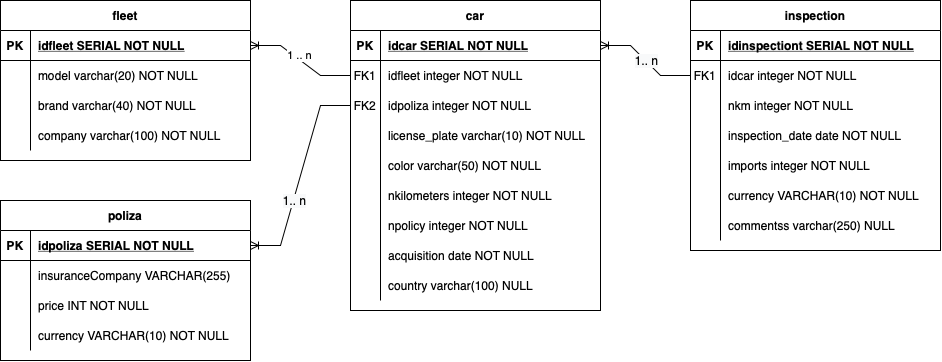 fleet
PK idfleet SERIAL NOT NULL
model varchar(20) NOT NULL
brand varchar(40) NOT NULL
company varchar(100) NOT NULL
1 .. n
poliza
PK idpoliza SERIAL NOT NULL
insuranceCompany VARCHAR(255)
price INT NOT NULL
currency VARCHAR(10) NOT NULL
1.. n
car
PK idcar SERIAL NOT NULL
FK1 idfleet integer NOT NULL
FK2 idpoliza integer NOT NULL
license_plate varchar(10) NOT NULL
color varchar(50) NOT NULL
nkilometers integer NOT NULL
npolicy integer NOT NULL
acquisition date NOT NULL
country varchar(100) NULL
1.. n
inspection
PK idinspectiont SERIAL NOT NULL
FK1 idcar integer NOT NULL
nkm integer NOT NULL
inspection_date date NOT NULL
imports integer NOT NULL
currency VARCHAR(10) NOT NULL
commentss varchar(250) NULL